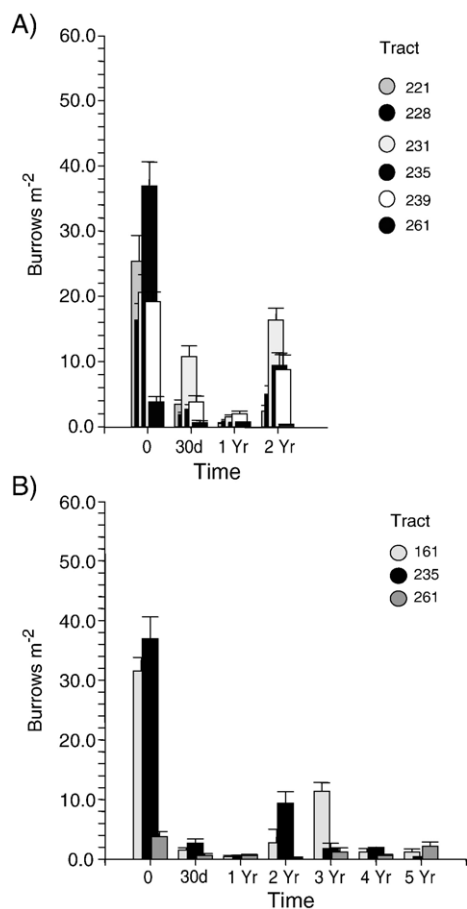 A)
60.0
50.0
40.0
30.0
20.0
10.0
0.0
Burrows m-2
0 30d 1 Yr 2 Yr
Time
Tract
221
228
231
235
239
261
B)
60.0
50.0
40.0
30.0
20.0
10.0
0.0
Burrows m-2
0 30d 1 Yr 2 Yr 3 Yr 4 Yr 5 Yr
Time
Tract
161
235
261